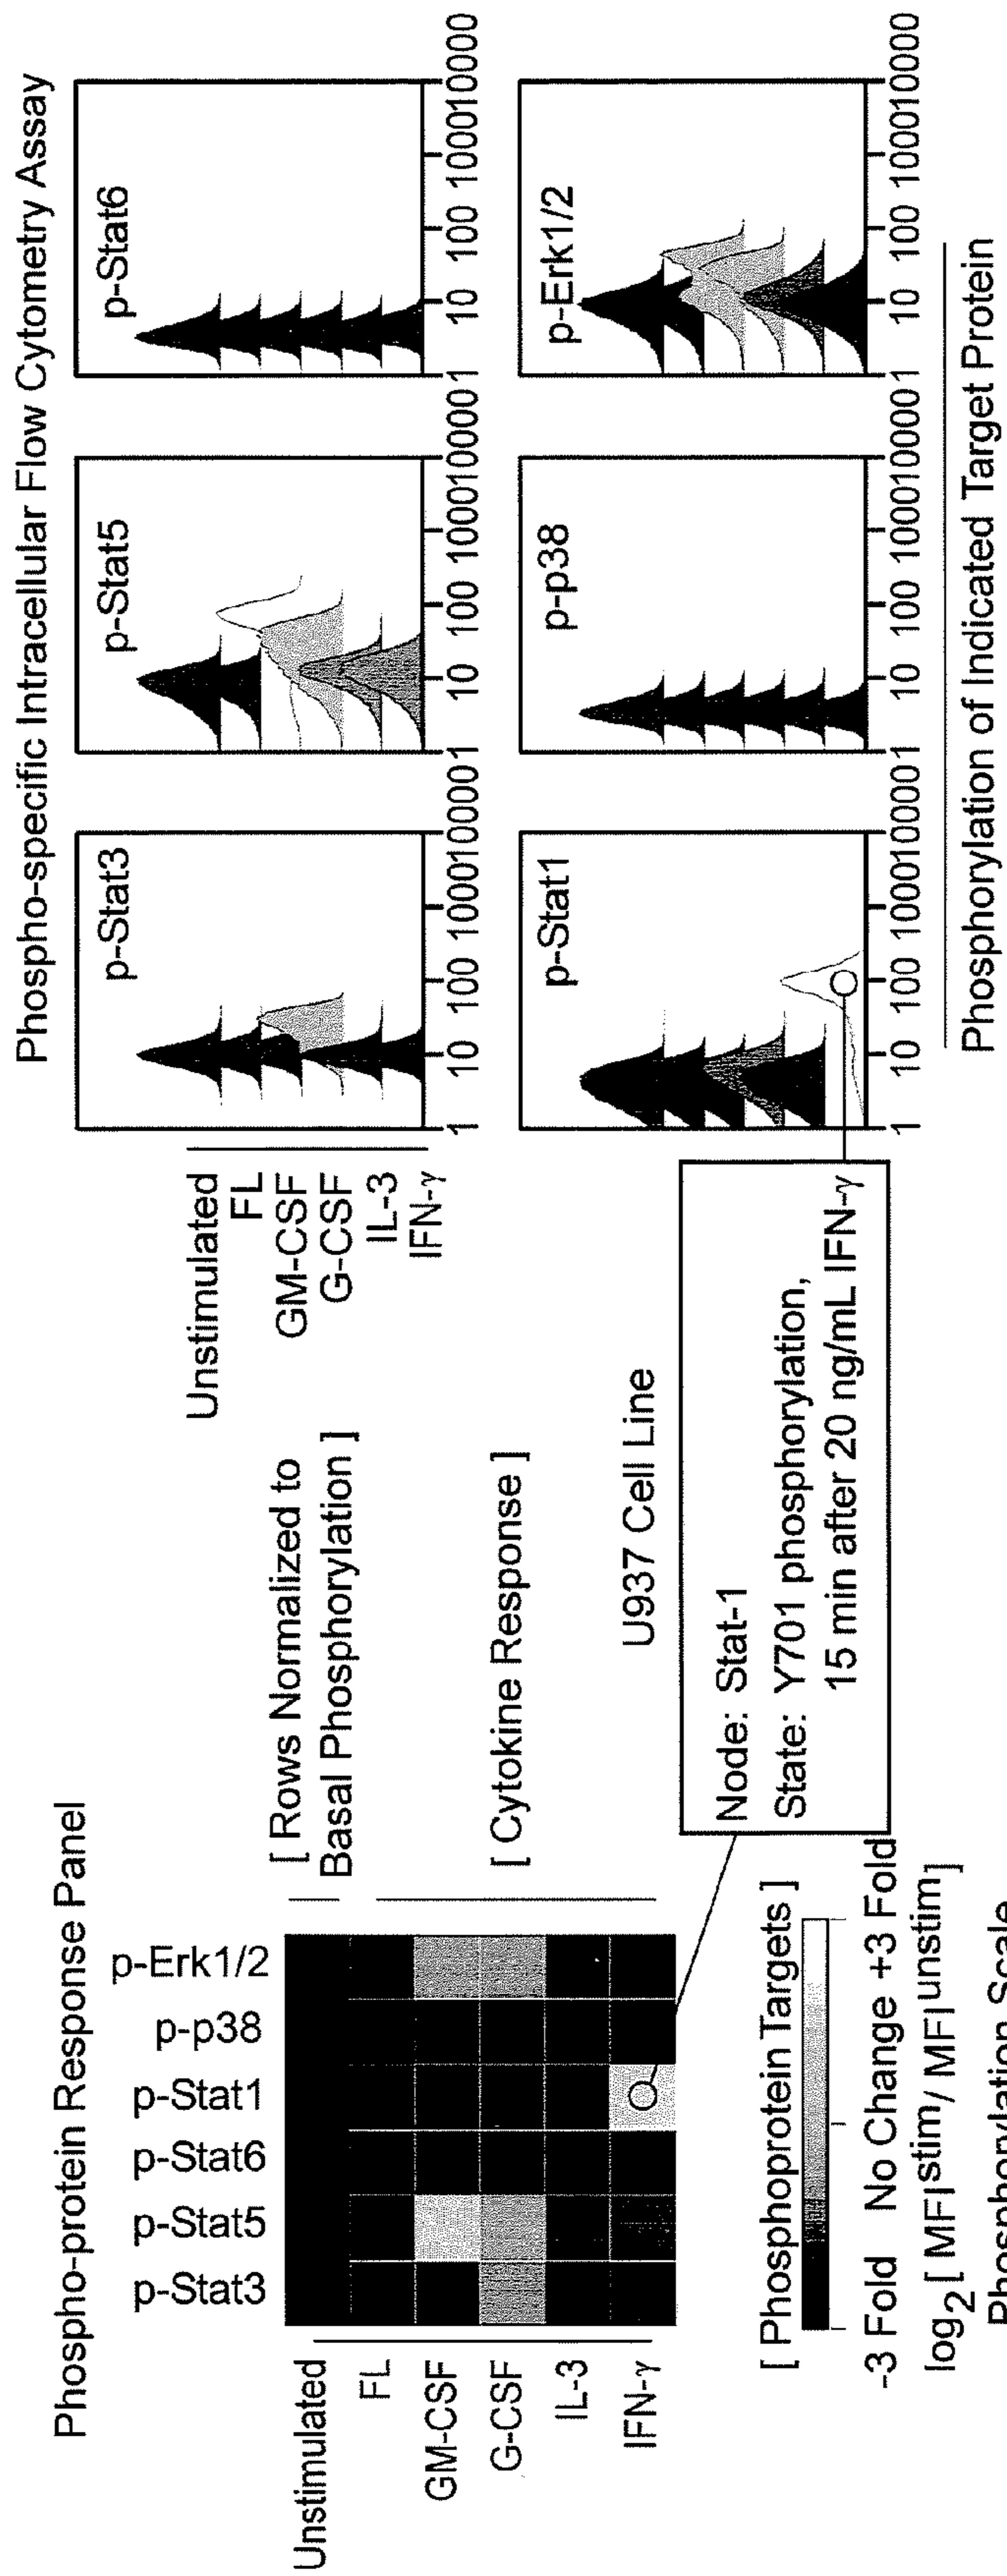 Phospho-protein Response Panel
p-Stat3
p-Stat5
p-Stat6
p-Stat1
p-p38
p-Erk1/2
Unstimulated
FL
GM-CSF
G-CSF
IL-3
IFN-γ
[ Rows Normalized to
Basal Phosphorylation ]
[ Cytokine Response ]
U937 Cell Line
[ Phosphoprotein Targets ]
-3 Fold No Change +3 Fold
log2 [ MFIstim/ MFIunstim]
Phosphorylation Scale
Node: Stat-1
State: Y701 phosphorylation,
15 min after 20 ng/mL IFN-γ
Phospho-specific Intracellular Flow Cytometry Assay
Unstimulated
FL
GM-CSF
G-CSF
IL-3
IFN-γ
p-Stat3
p-Stat5
p-Stat6
1 10 100 1000 10000 1 10 100 1000 10000 1 10 100 1000 10000
p-Stat1
p-p38
p-Erk1/2
1 10 100 1000 10000 1 10 100 1000 10000 1 10 100 1000 10000
Phosphorylation of Indicated Target Protein